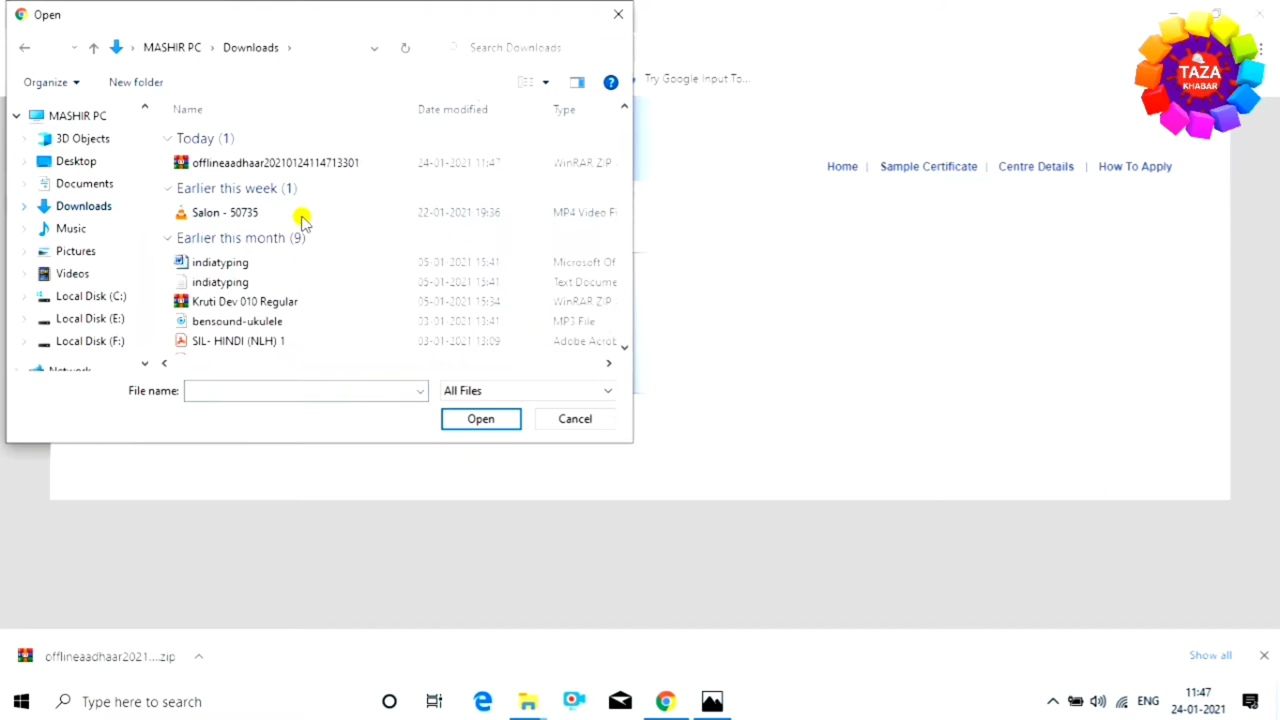 Open
MASHIR PC > Downloads >
Search Downloads
Organize
New folder
Try Google Input To...
TAZA
KHABAR
MASHIR PC
3D Objects
Desktop
Documents
Downloads
Music
Pictures
Videos
Local Disk (C:)
Local Disk (E:)
Local Disk (F:)
Network
Name Date modified Type
Today (1)
offlineaadhaar20210124114713301 24-01-2021 11:47 WinRAR ZIP
Earlier this week (1)
Salon - 50735 22-01-2021 19:36 MP4 Video Fi
Earlier this month (9)
indiatyping 05-01-2021 15:41 Microsoft Of
indiatyping 05-01-2021 15:41 Text Docume
Kruti Dev 010 Regular 05-01-2021 15:34 WinRAR ZIP
bensound-ukulele 03-01-2021 13:41 MP3 File
SIL- HINDI (NLH) 1 03-01-2021 13:09 Adobe Acrob
File name:
All Files
Open
Cancel
Home | Sample Certificate | Centre Details | How To Apply
offlineaadhaar2021....zip
Show all
Type here to search
ENG
11:47
24-01-2021